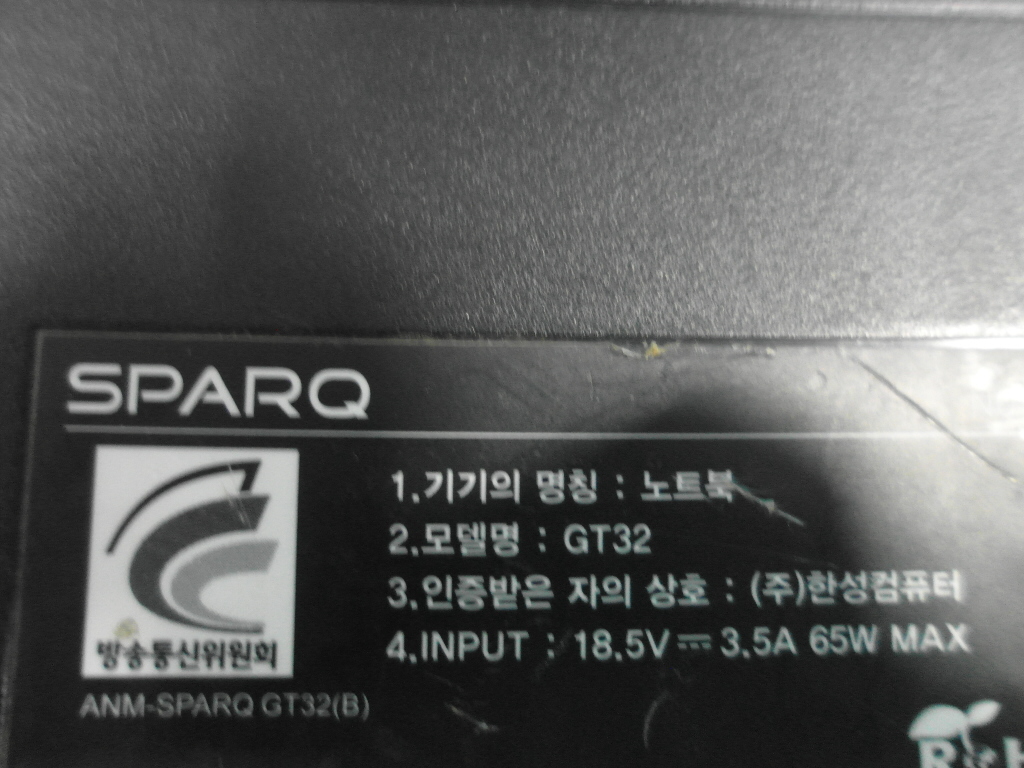 SPARQ
1.기기의 명칭 : 노트북
2.모델명 : GT32
3.인증받은 자의 상호 : (주)한성컴퓨터
4.INPUT : 18.5V ⎓ 3.5A 65W MAX
방송통신위원회
ANM-SPARQ GT32(B)